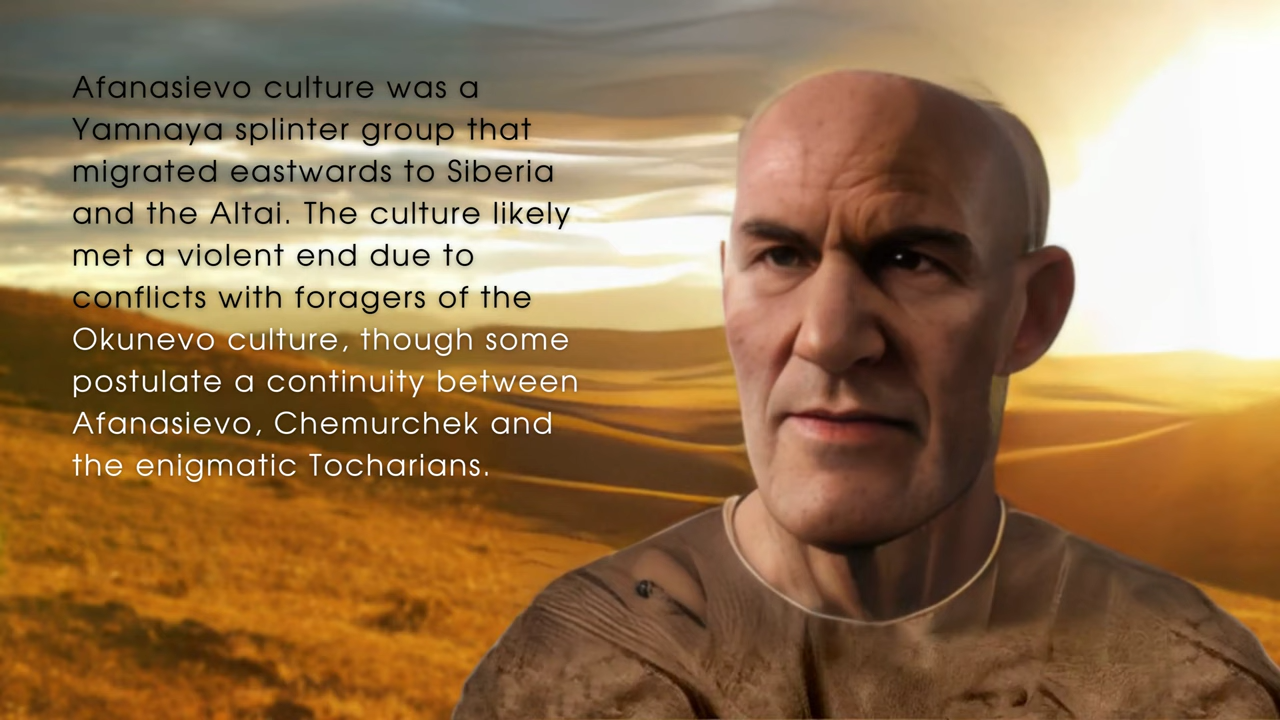 Afanasievo culture was a
Yamnaya splinter group that
migrated eastwards to Siberia
and the Altai. The culture likely
met a violent end due to
conflicts with foragers of the
Okunevo culture, though some
postulate a continuity between
Afanasievo, Chemurchek and
the enigmatic Tocharians.